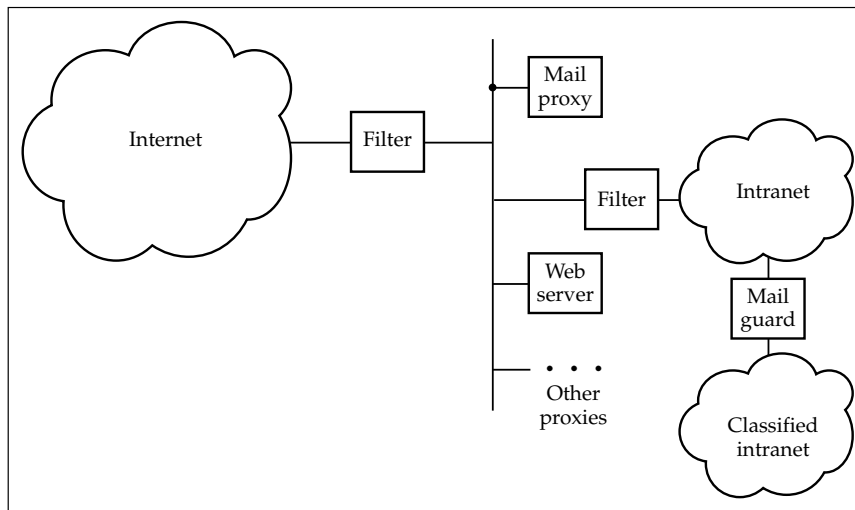 Internet
Filter
Mail
proxy
Filter
Intranet
Web
server
Mail
guard
Other
proxies
Classified
intranet